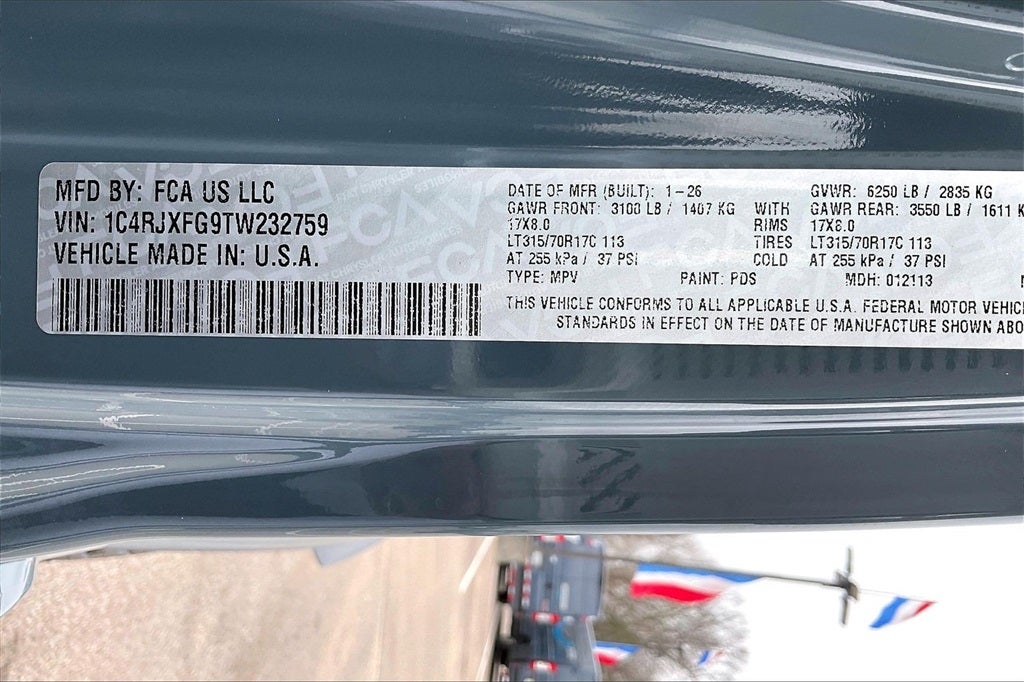 MFD BY: FCA US LLC
VIN: 1C4RJXFG9TW232759
VEHICLE MADE IN: U.S.A.
DATE OF MFR (BUILT): 1-26 GVWR: 6250 LB / 2835 KG
GAWR FRONT: 3100 LB / 1407 KG WITH GAWR REAR: 3550 LB / 1611 K
17X8.0 RIMS 17X8.0
LT315/70R17C 113 TIRES LT315/70R17C 113
AT 255 kPa / 37 PSI COLD AT 255 kPa / 37 PSI
TYPE: MPV PAINT: PDS MDH: 012113
THIS VEHICLE CONFORMS TO ALL APPLICABLE U.S.A. FEDERAL MOTOR VEHIC
STANDARDS IN EFFECT ON THE DATE OF MANUFACTURE SHOWN ABO